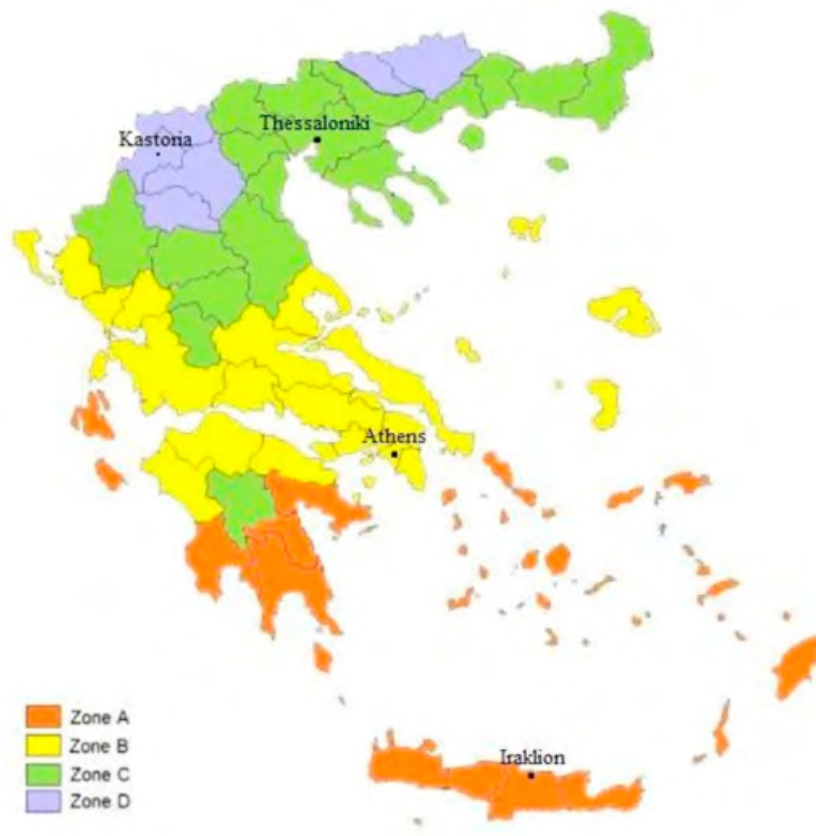 Thessaloniki
Kastoria
Athens
Iraklion
Zone A
Zone B
Zone C
Zone D